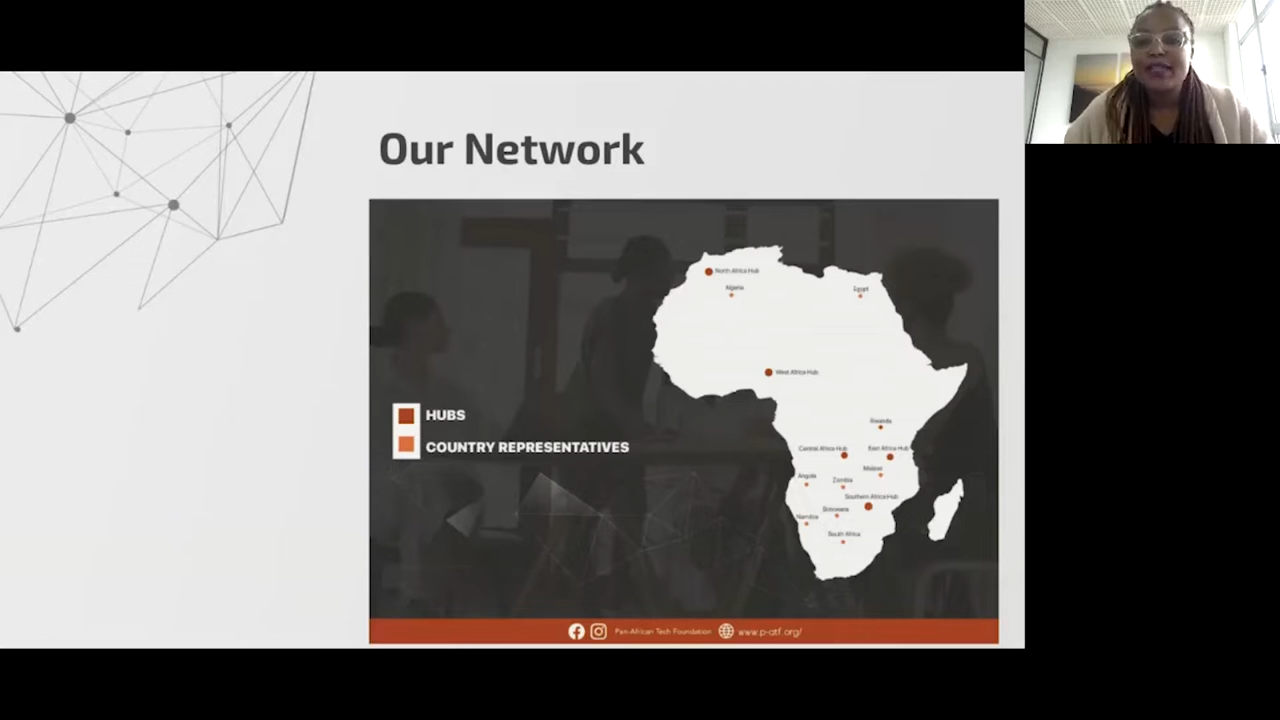 Our Network
North Africa Hub
Algeria
Egypt
West Africa Hub
HUBS
COUNTRY REPRESENTATIVES
Rwanda
Central Africa Hub
East Africa Hub
Malawi
Angola
Zambia
Southern Africa Hub
Botswana
Namibia
South Africa
Pan-African Tech Foundation
www.p-atf.org/